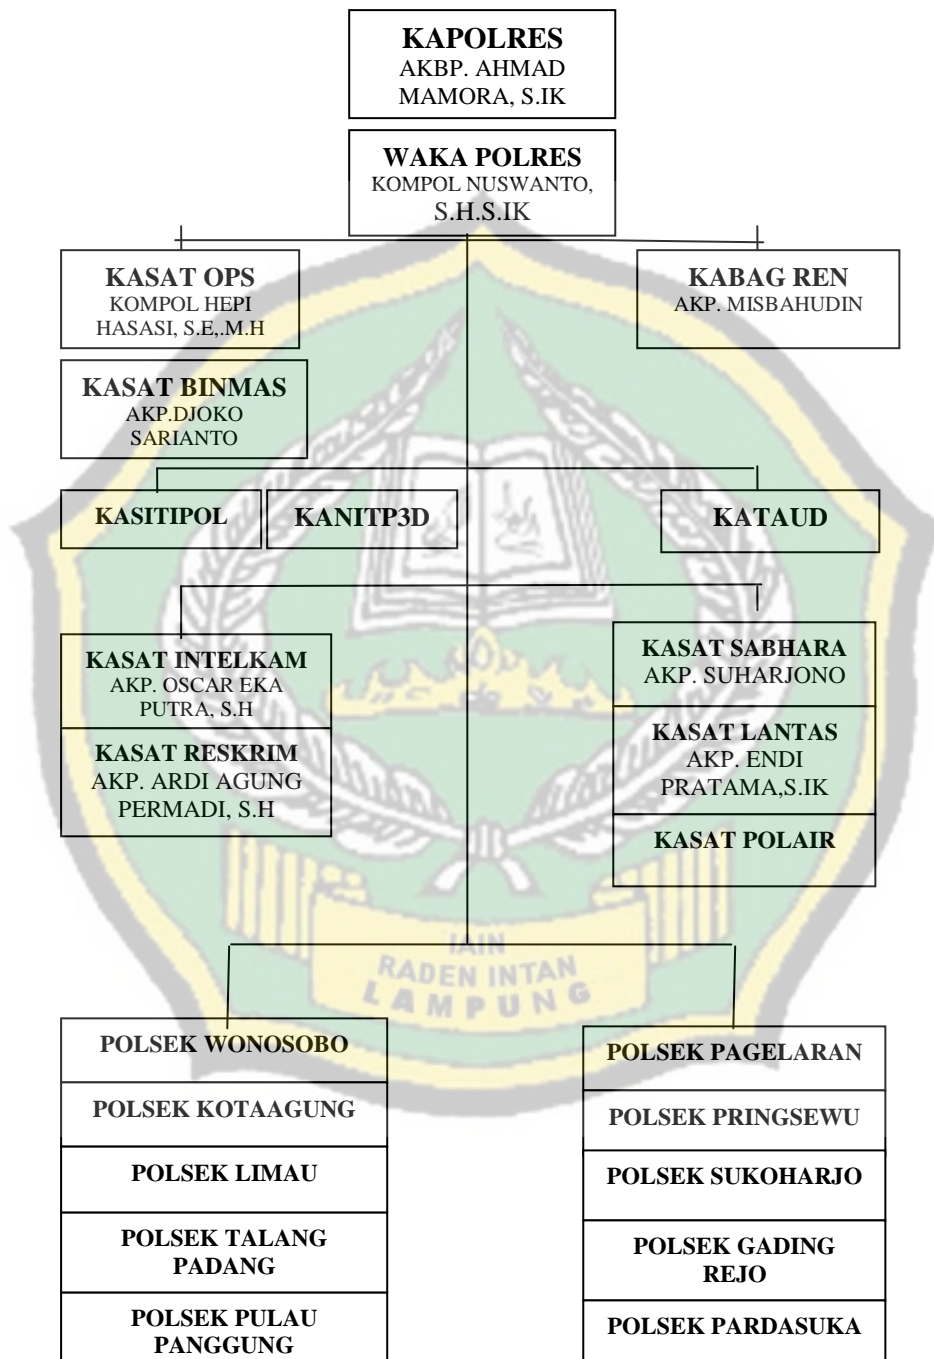 KAPOLRES
AKBP. AHMAD
MAMORA, S.IK
WAKA POLRES
KOMPOL NUSWANTO,
S.H.S.IK
KASAT OPS
KOMPOL HEPI
HASASI, S.E,.M.H
KABAG REN
AKP. MISBAHUDIN
KASAT BINMAS
AKP.DJOKO
SARIANTO
KASITIPOL
KANITP3D
KATAUD
KASAT INTELKAM
AKP. OSCAR EKA
PUTRA, S.H
KASAT RESKRIM
AKP. ARDI AGUNG
PERMADI, S.H
KASAT SABHARA
AKP. SUHARJONO
KASAT LANTAS
AKP. ENDI
PRATAMA,S.IK
KASAT POLAIR
IAIN
RADEN INTAN
LAMPUNG
POLSEK WONOSOBO
POLSEK KOTAAGUNG
POLSEK LIMAU
POLSEK TALANG
PADANG
POLSEK PULAU
PANGGUNG
POLSEK PAGELARAN
POLSEK PRINGSEWU
POLSEK SUKOHARJO
POLSEK GADING
REJO
POLSEK PARDASUKA